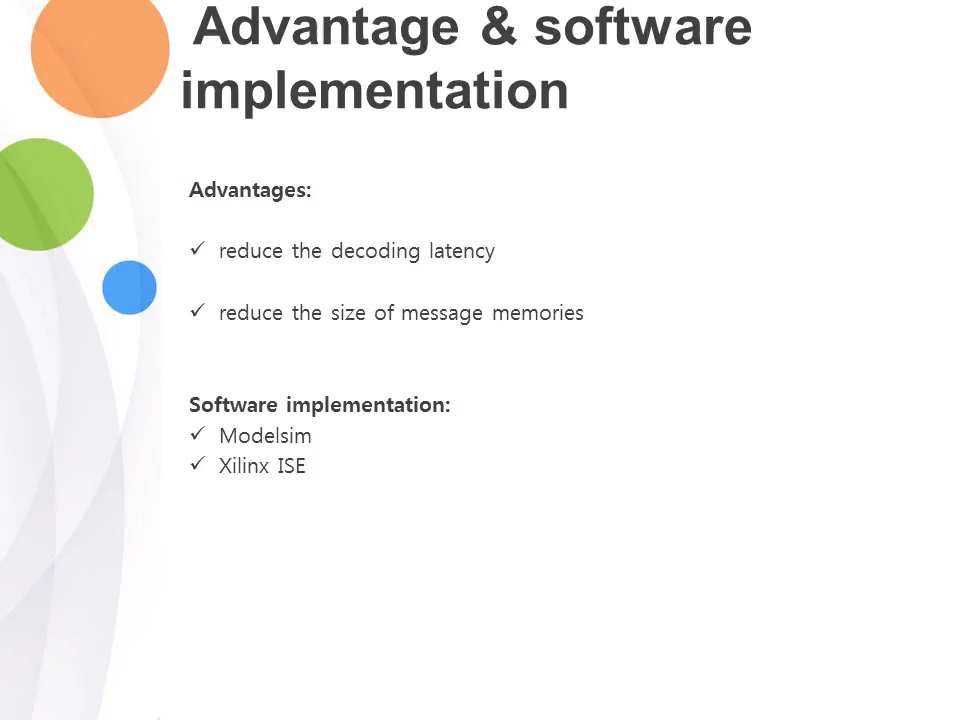 Advantage & software
implementation
Advantages:
✓ reduce the decoding latency
✓ reduce the size of message memories
Software implementation:
✓ Modelsim
✓ Xilinx ISE